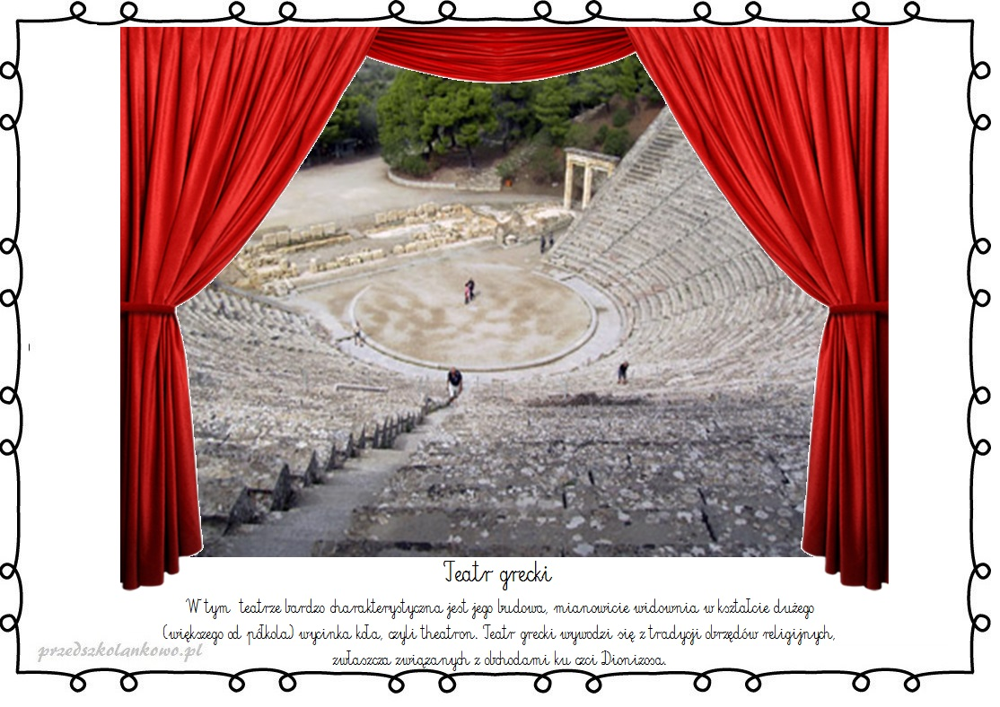 Teatr grecki
W tym teatrze bardzo charakterystyczna jest jego budowa, mianowicie widownia w kształcie dużego
(większego od półkola) wycinka koła, czyli theatron. Teatr grecki wywodzi się z tradycji obrzędów religijnych,
zwłaszcza związanych z obchodami ku czci Dionizosa.
przedszkolankowo.pl